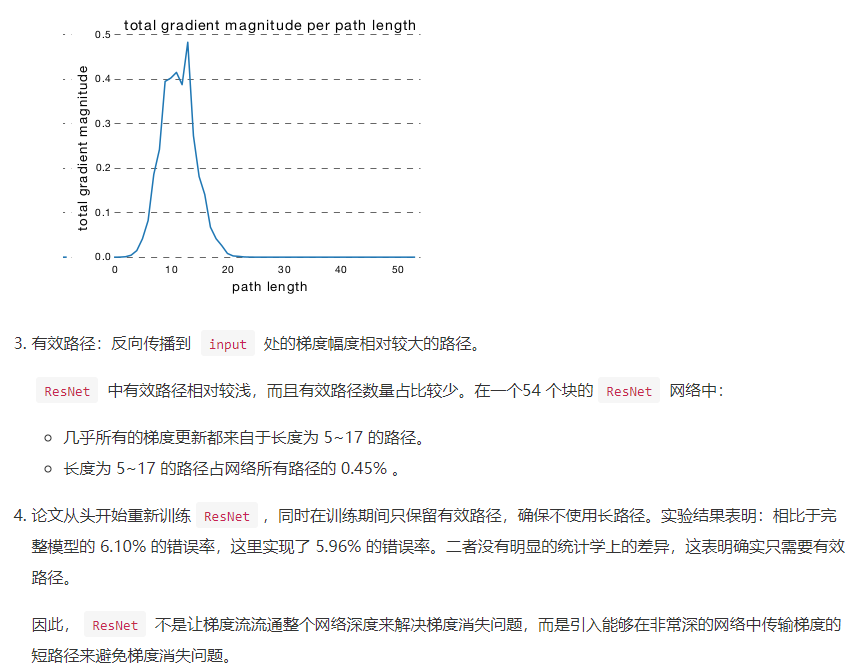 total gradient magnitude per path length
total gradient magnitude
0.5
0.4
0.3
0.2
0.1
0.0
0 10 20 30 40 50
path length
3. 有效路径：反向传播到 input 处的梯度幅度相对较大的路径。
ResNet 中有效路径相对较浅，而且有效路径数量占比较少。在一个54 个块的 ResNet 网络中：
○ 几乎所有的梯度更新都来自于长度为 5~17 的路径。
○ 长度为 5~17 的路径占网络所有路径的 0.45% 。
4. 论文从头开始重新训练 ResNet ，同时在训练期间只保留有效路径，确保不使用长路径。实验结果表明：相比于完
整模型的 6.10% 的错误率，这里实现了 5.96% 的错误率。二者没有明显的统计学上的差异，这表明确实只需要有效
路径。
因此， ResNet 不是让梯度流流通整个网络深度来解决梯度消失问题，而是引入能够在非常深的网络中传输梯度的
短路径来避免梯度消失问题。